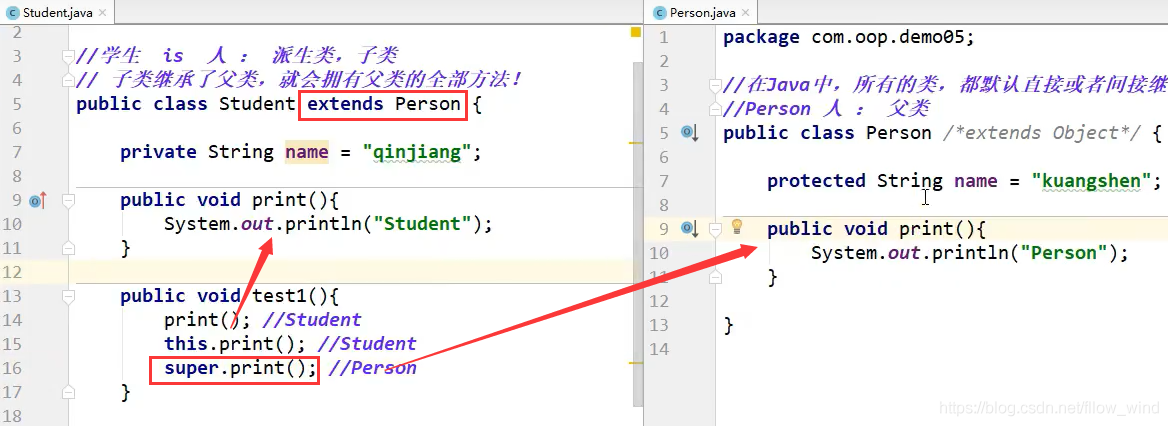 Student.java ×
2
3 //学生 is 人 : 派生类，子类
4 // 子类继承了父类，就会拥有父类的全部方法！
5 public class Student extends Person {
6
7 private String name = "qinjiang";
8
9 public void print(){
10 System.out.println("Student");
11 }
12
13 public void test1(){
14 print(); //Student
15 this.print(); //Student
16 super.print(); //Person
17 }
18
Person.java ×
1 package com.oop.demo05;
2
3 //在Java中，所有的类，都默认直接或者间接继
4 //Person 人 : 父类
5 public class Person /*extends Object*/ {
6
7 protected String name = "kuangshen";
8
9 public void print(){
10 System.out.println("Person");
11 }
12
13 }
14
https://blog.csdn.net/fllow_wind